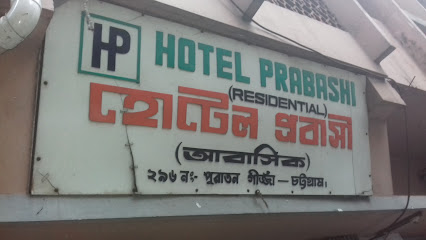 HP HOTEL PRABASHI
(RESIDENTIAL)
হোটেল প্রবাসী
(আবাসিক)
২৯৬ নং- পুরাতন গীর্জা — চট্টগ্রাম।